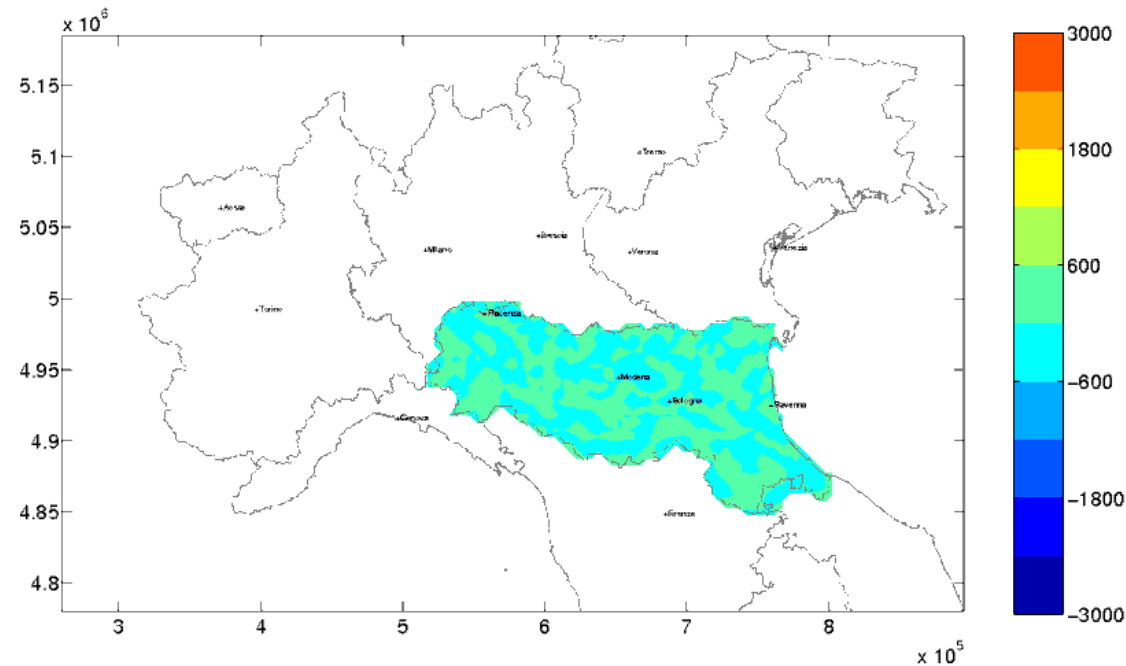 x 10^6
3000
5.15
1800
5.1
Trento
5.05
Aosta
Milano
Brescia
Verona
Venezia
600
5
Torino
Piacenza
4.95
Modena
Bologna
Ravenna
-600
4.9
Genova
4.85
Firenze
-1800
4.8
-3000
3 4 5 6 7 8
x 10^5